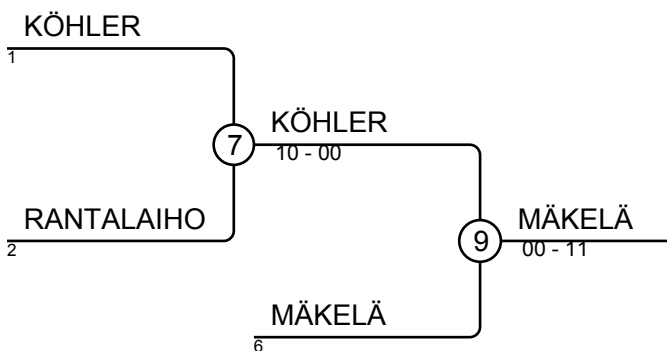 KÖHLER
1
7
KÖHLER
10 - 00
RANTALAIHO
2
9
MÄKELÄ
00 - 11
MÄKELÄ
6